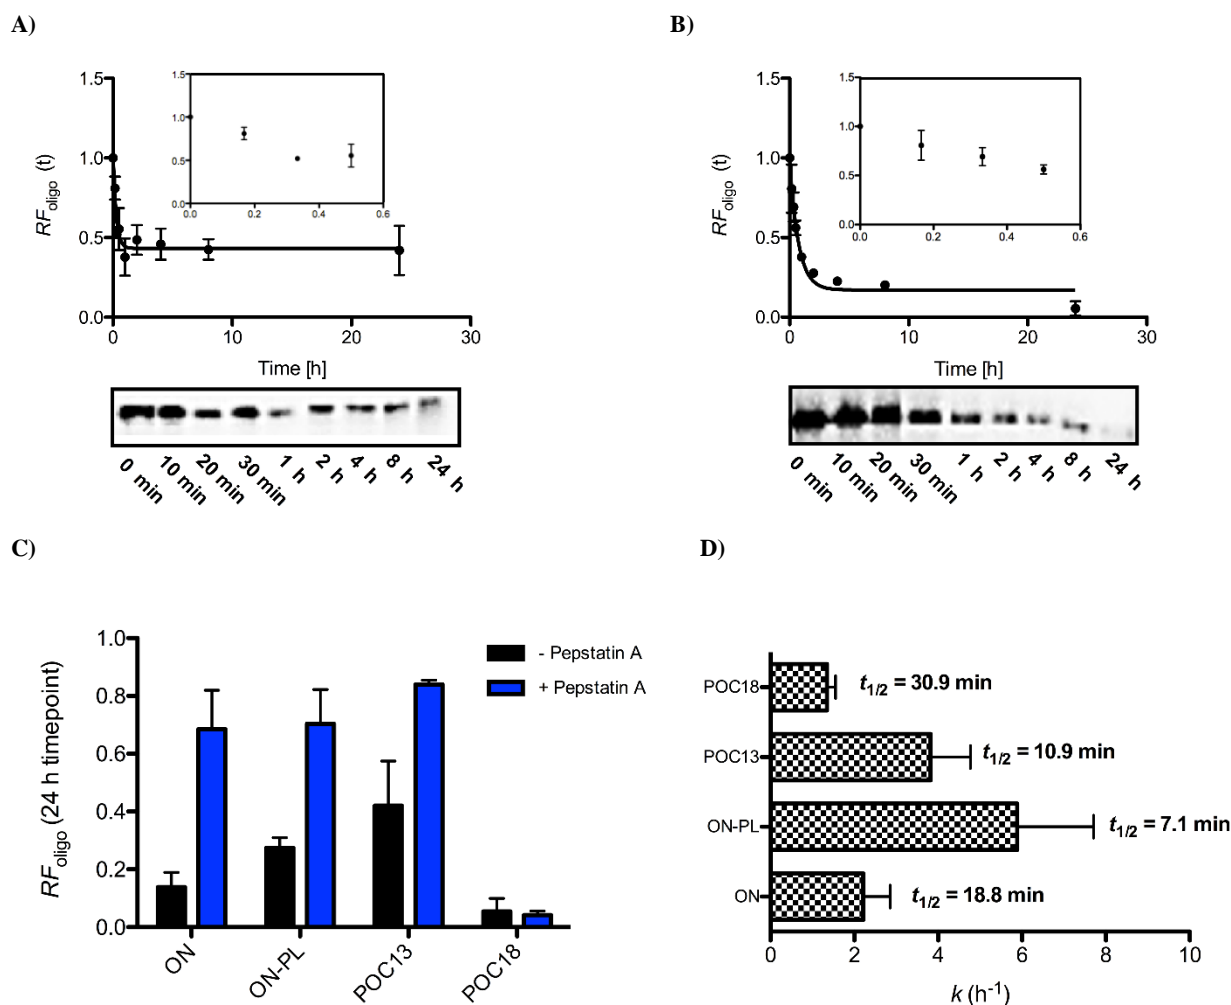 A)
B)
1.5
1.0
0.5
0.0
RFoligo (t)
1.5
1.0
0.5
0.0
0.0 0.2 0.4 0.6
0 10 20 30
Time [h]
0 min 10 min 20 min 30 min 1 h 2 h 4 h 8 h 24 h
1.5
1.0
0.5
0.0
RFoligo (t)
1.5
1.0
0.5
0.0
0.0 0.2 0.4 0.6
0 10 20 30
Time [h]
0 min 10 min 20 min 30 min 1 h 2 h 4 h 8 h 24 h
C)
D)
1.0
0.8
0.6
0.4
0.2
0.0
RFoligo (24 h timepoint)
- Pepstatin A
+ Pepstatin A
ON ON-PL POC13 POC18
POC18 t1/2 = 30.9 min
POC13 t1/2 = 10.9 min
ON-PL t1/2 = 7.1 min
ON t1/2 = 18.8 min
0 2 4 6 8 10
k (h-1)